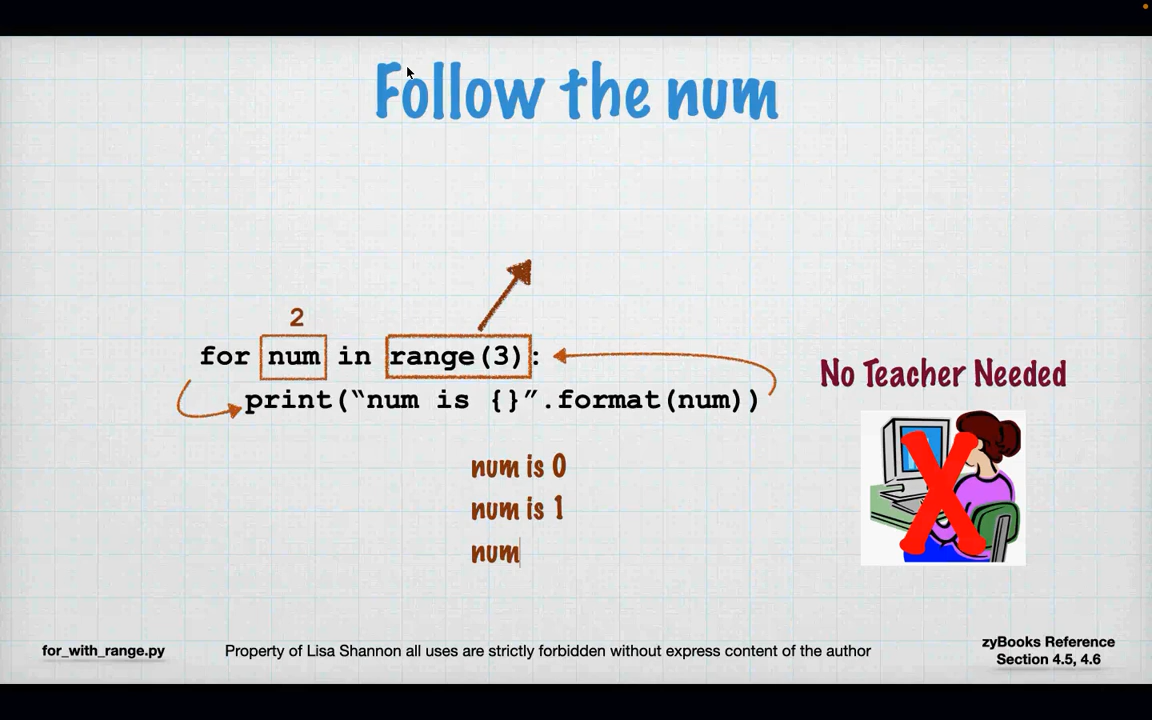 Follow the num
2
for num in range(3):
print(“num is {}”.format(num))
No Teacher Needed
num is 0
num is 1
num
for_with_range.py
Property of Lisa Shannon all uses are strictly forbidden without express content of the author
zyBooks Reference
Section 4.5, 4.6